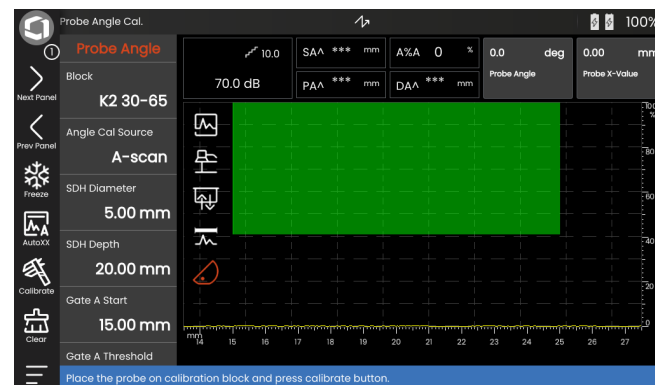 Probe Angle Cal.
100%
1
Probe Angle
10.0
70.0 dB
SA^ *** mm
A%A 0 %
PA^ *** mm
DA^ *** mm
0.0 deg
Probe Angle
0.00 mm
Probe X-Value
Next Panel
Prev Panel
Freeze
AutoXX
Calibrate
Clear
Block
K2 30-65
Angle Cal Source
A-scan
SDH Diameter
5.00 mm
SDH Depth
20.00 mm
Gate A Start
15.00 mm
Gate A Threshold
100
%
80
60
40
20
0
mm
14 15 16 17 18 19 20 21 22 23 24 25 26 27
Place the probe on calibration block and press calibrate button.